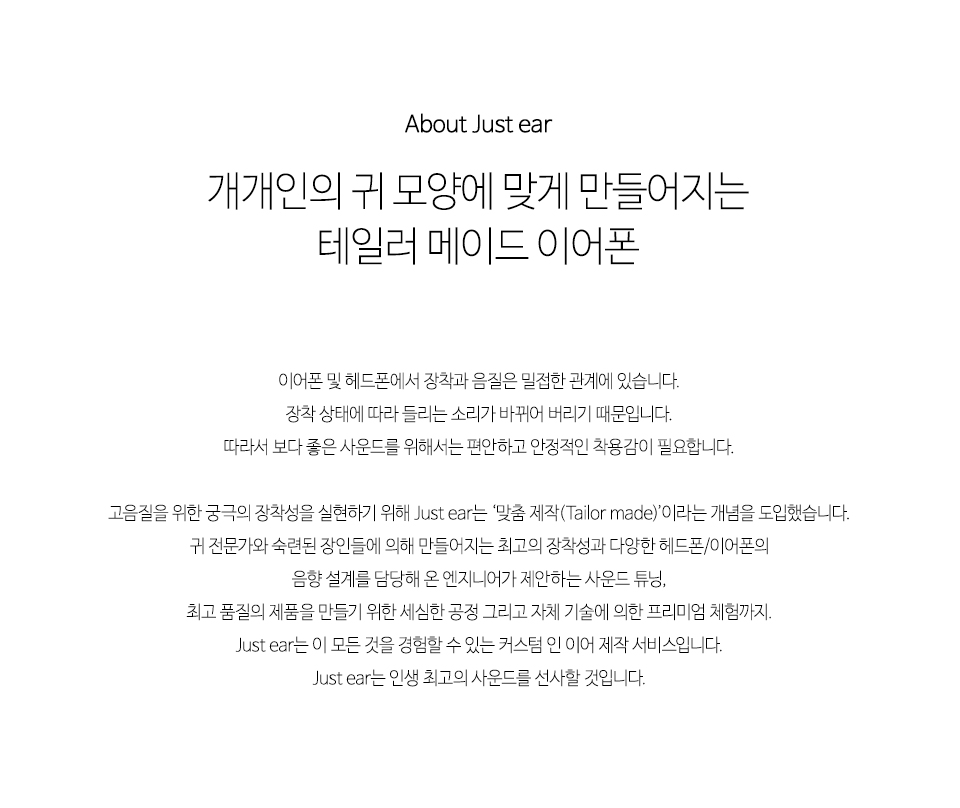 About Just ear
개개인의 귀 모양에 맞게 만들어지는
테일러 메이드 이어폰
이어폰 및 헤드폰에서 장착과 음질은 밀접한 관계에 있습니다.
장착 상태에 따라 들리는 소리가 바뀌어 버리기 때문입니다.
따라서 보다 좋은 사운드를 위해서는 편안하고 안정적인 착용감이 필요합니다.
고음질을 위한 궁극의 장착성을 실현하기 위해 Just ear는 ‘맞춤 제작(Tailor made)’이라는 개념을 도입했습니다.
귀 전문가와 숙련된 장인들에 의해 만들어지는 최고의 장착성과 다양한 헤드폰/이어폰의
음향 설계를 담당해 온 엔지니어가 제안하는 사운드 튜닝,
최고 품질의 제품을 만들기 위한 세심한 공정 그리고 자체 기술에 의한 프리미엄 체험까지.
Just ear는 이 모든 것을 경험할 수 있는 커스텀 인 이어 제작 서비스입니다.
Just ear는 인생 최고의 사운드를 선사할 것입니다.